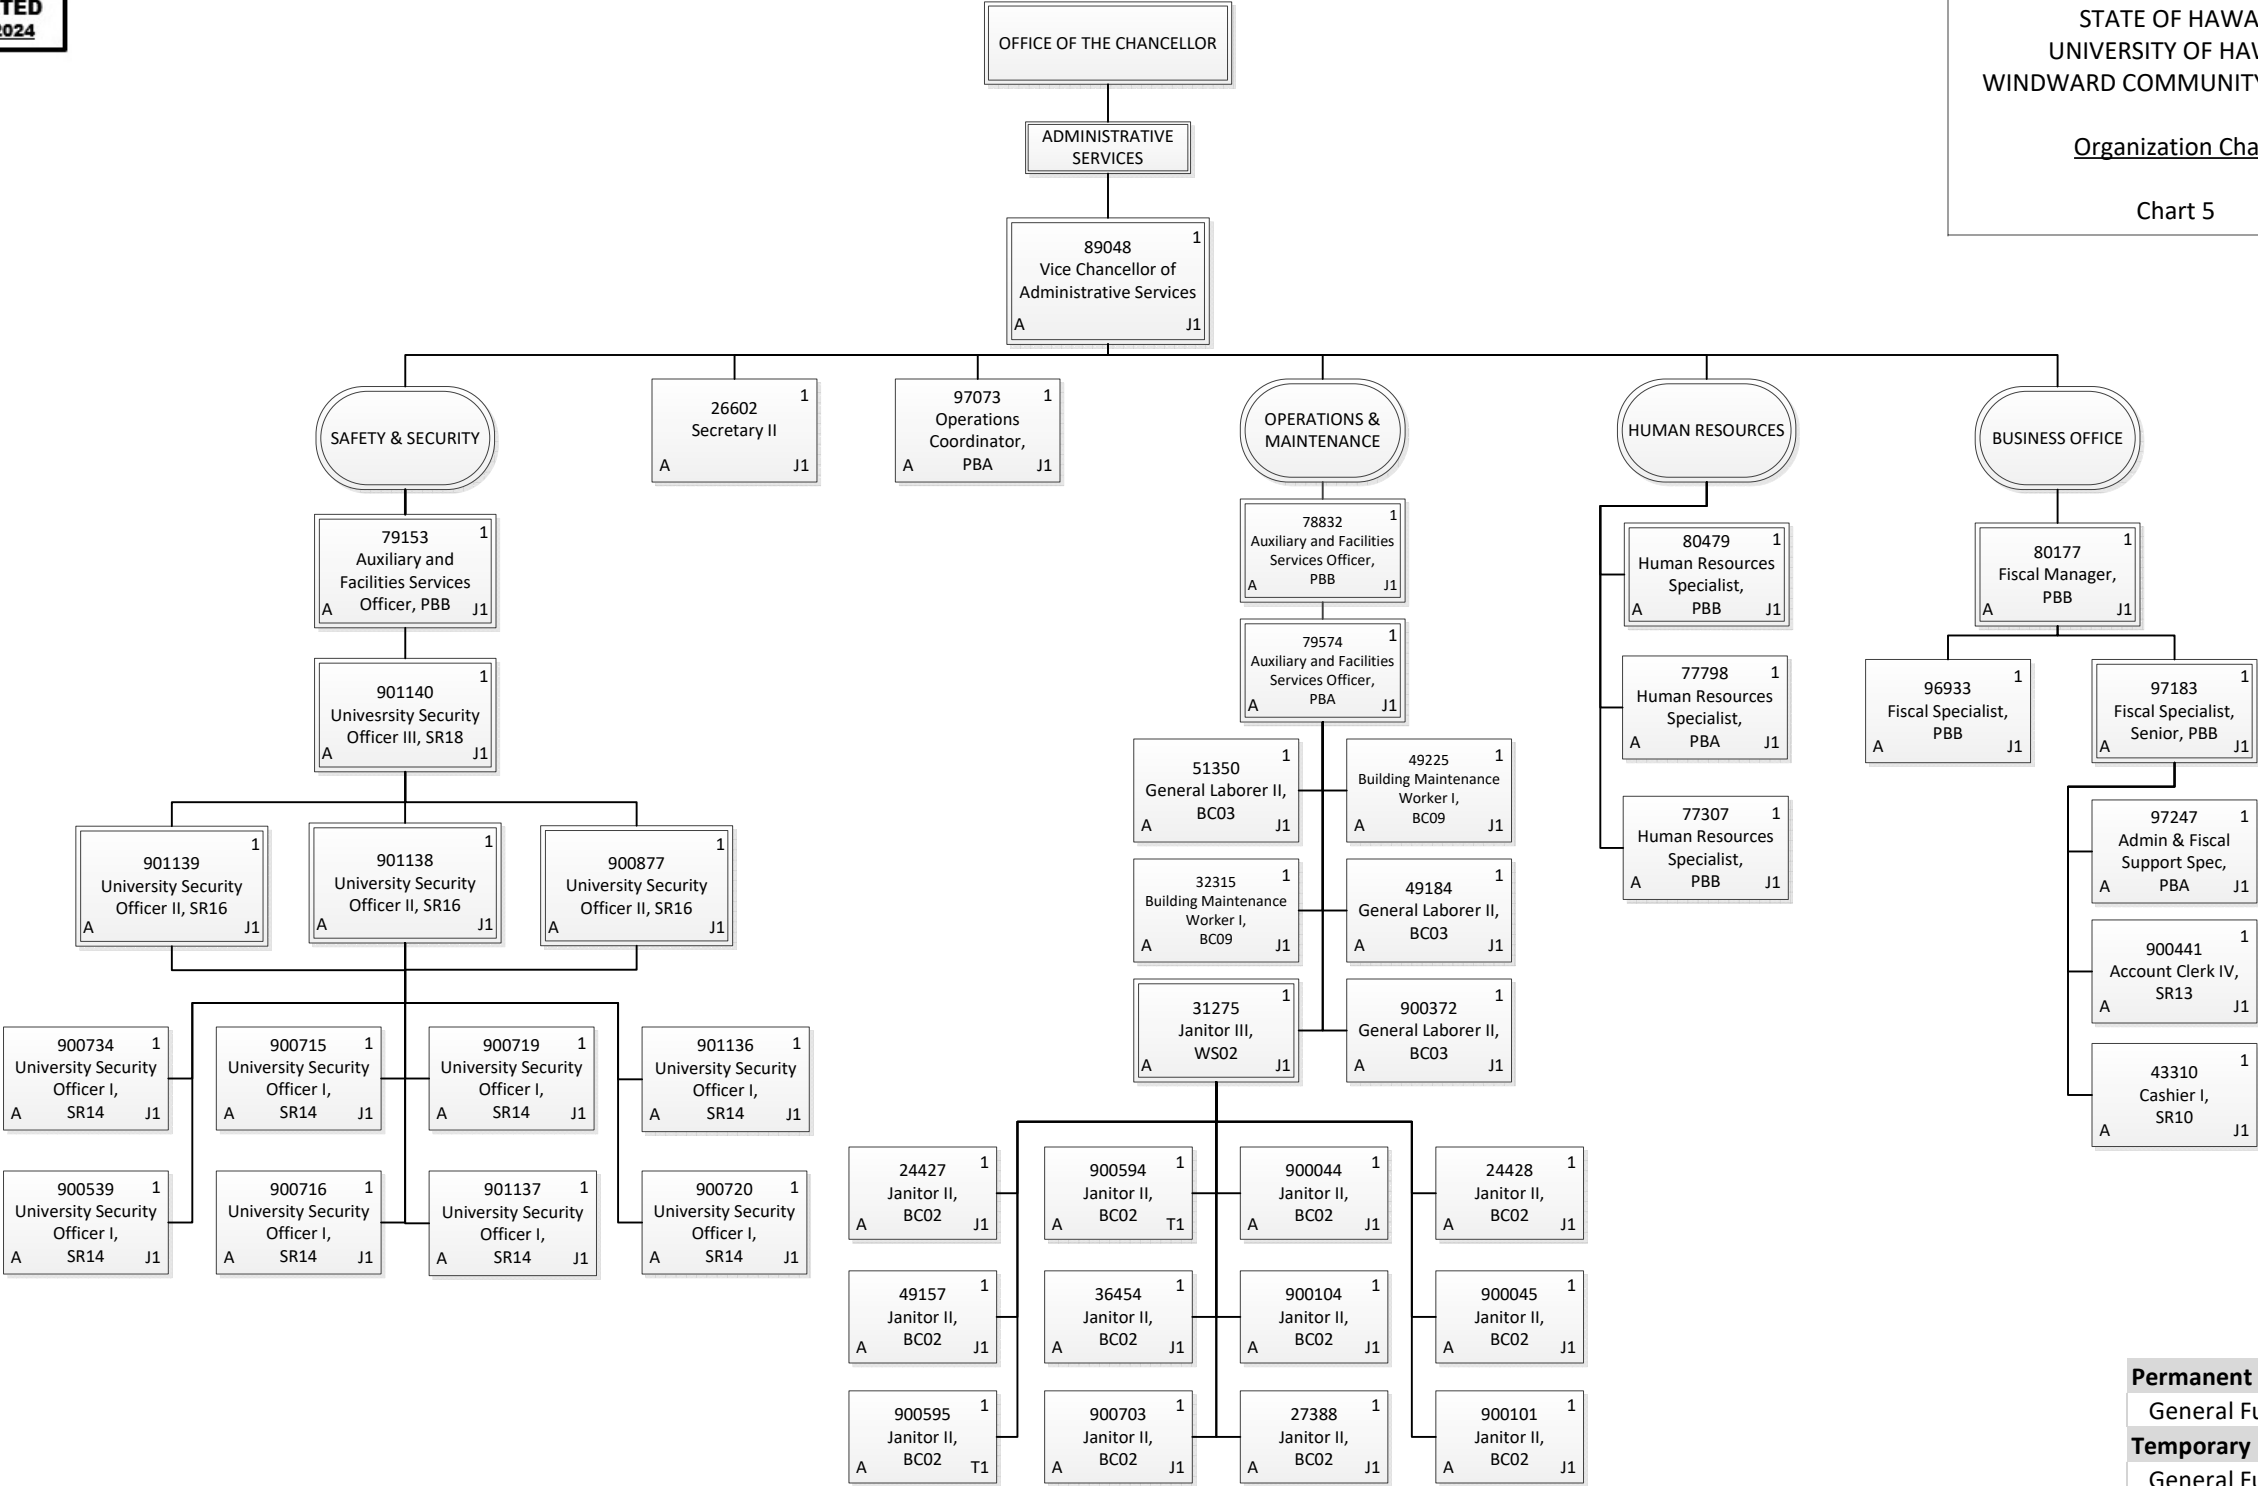 TED
2024
STATE OF HAWA
UNIVERSITY OF HAW
WINDWARD COMMUNITY
Organization Cha
Chart 5
OFFICE OF THE CHANCELLOR
ADMINISTRATIVE
SERVICES
1
89048
Vice Chancellor of
Administrative Services
A J1
SAFETY & SECURITY
1
26602
Secretary II
A J1
97073 1
Operations
Coordinator,
A PBA J1
OPERATIONS &
MAINTENANCE
HUMAN RESOURCES
BUSINESS OFFICE
1
79153
Auxiliary and
Facilities Services
A Officer, PBB J1
1
901140
Univesrsity Security
Officer III, SR18
A J1
1
901139
University Security
Officer II, SR16
A J1
1
901138
University Security
Officer II, SR16
A J1
1
900877
University Security
Officer II, SR16
A J1
900734 1
University Security
Officer I,
A SR14 J1
900715 1
University Security
Officer I,
A SR14 J1
900719 1
University Security
Officer I,
A SR14 J1
901136 1
University Security
Officer I,
A SR14 J1
900539 1
University Security
Officer I,
A SR14 J1
900716 1
University Security
Officer I,
A SR14 J1
901137 1
University Security
Officer I,
A SR14 J1
900720 1
University Security
Officer I,
A SR14 J1
78832 1
Auxiliary and Facilities
Services Officer,
PBB
A J1
79574 1
Auxiliary and Facilities
Services Officer,
PBA
A J1
1
51350
General Laborer II,
BC03
A J1
49225 1
Building Maintenance
Worker I,
BC09
A J1
32315 1
Building Maintenance
Worker I,
BC09
A J1
1
49184
General Laborer II,
BC03
A J1
1
31275
Janitor III,
WS02
A J1
1
900372
General Laborer II,
BC03
A J1
24427 1
Janitor II,
BC02
A J1
900594 1
Janitor II,
BC02
A T1
900044 1
Janitor II,
BC02
A J1
24428 1
Janitor II,
BC02
A J1
49157 1
Janitor II,
BC02
A J1
36454 1
Janitor II,
BC02
A J1
900104 1
Janitor II,
BC02
A J1
900045 1
Janitor II,
BC02
A J1
900595 1
Janitor II,
BC02
A T1
900703 1
Janitor II,
BC02
A J1
27388 1
Janitor II,
BC02
A J1
900101 1
Janitor II,
BC02
A J1
80479 1
Human Resources
Specialist,
A PBB J1
77798 1
Human Resources
Specialist,
A PBA J1
77307 1
Human Resources
Specialist,
A PBB J1
1
80177
Fiscal Manager,
PBB
A J1
1
96933
Fiscal Specialist,
PBB
A J1
1
97183
Fiscal Specialist,
Senior, PBB
A J1
97247 1
Admin & Fiscal
Support Spec,
A PBA J1
1
900441
Account Clerk IV,
SR13
A J1
1
43310
Cashier I,
SR10
A J1
Permanent
General Fu
Temporary
General Fu